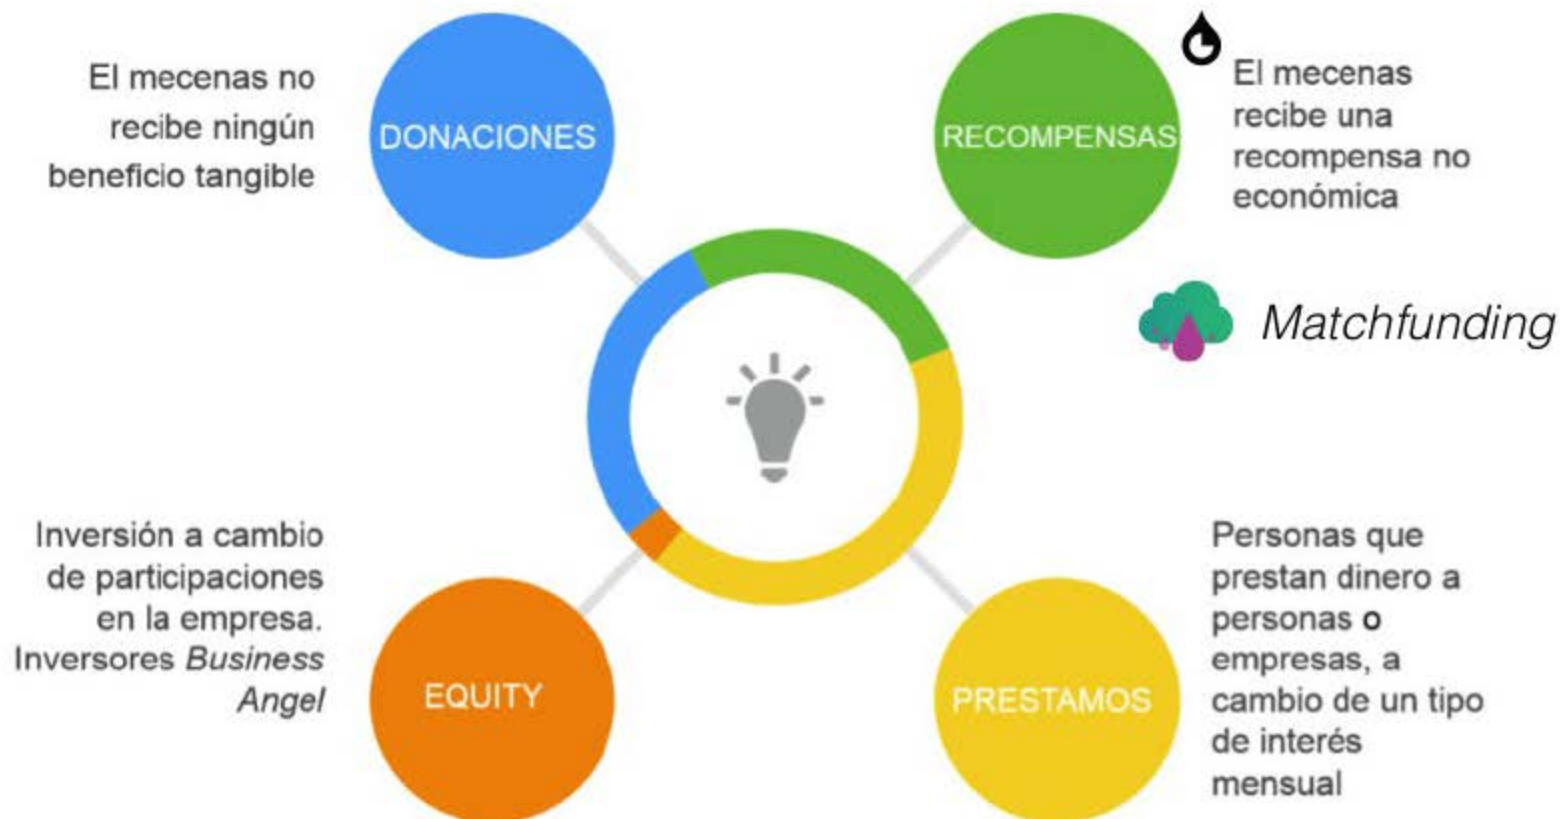 El mecenas no
recibe ningún
beneficio tangible
DONACIONES
RECOMPENSAS
El mecenas
recibe una
recompensa no
económica
Matchfunding
Inversión a cambio
de participaciones
en la empresa.
Inversores Business
Angel
EQUITY
PRESTAMOS
Personas que
prestan dinero a
personas o
empresas, a
cambio de un tipo
de interés
mensual